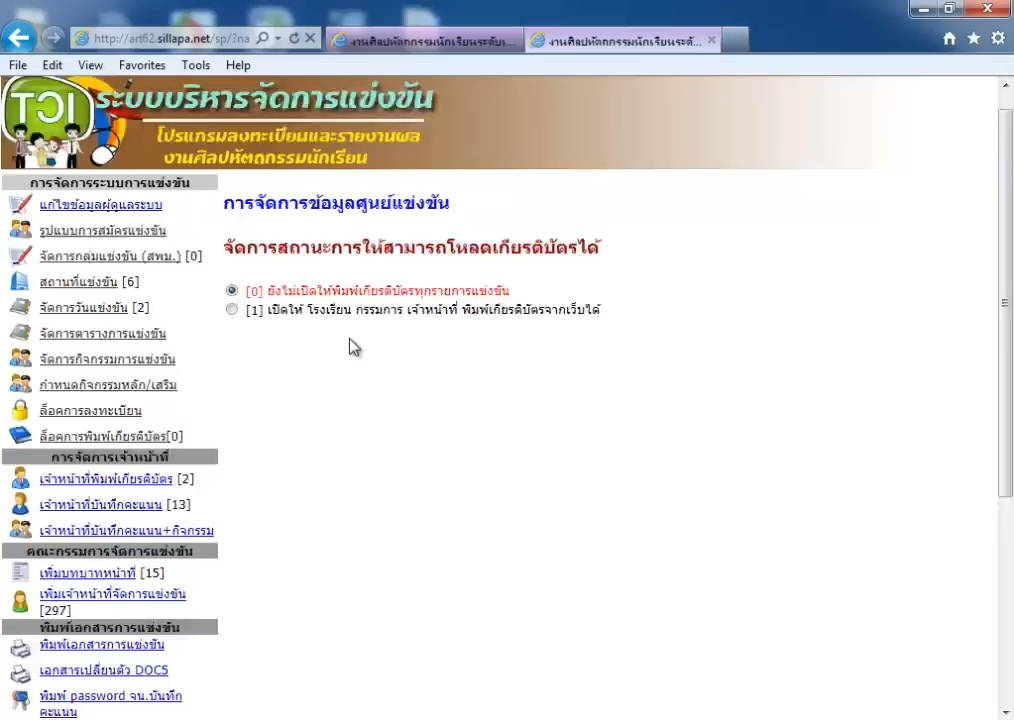 http://art62.sillapa.net/sp/?na
งานศิลปหัตถกรรมนักเรียนระดับ...
งานศิลปหัตถกรรมนักเรียนระดั...
File Edit View Favorites Tools Help
ระบบบริหารจัดการแข่งขัน
โปรแกรมลงทะเบียนและรายงานผล
งานศิลปหัตถกรรมนักเรียน
การจัดการระบบการแข่งขัน
แก้ไขข้อมูลผู้ดูแลระบบ
รูปแบบการสมัครแข่งขัน
จัดการกลุ่มแข่งขัน (สพม.) [0]
สถานที่แข่งขัน [6]
จัดการวันแข่งขัน [2]
จัดการตารางการแข่งขัน
จัดการกิจกรรมการแข่งขัน
กำหนดกิจกรรมหลัก/เสริม
ล็อคการลงทะเบียน
ล็อคการพิมพ์เกียรติบัตร[0]
การจัดการเจ้าหน้าที่
เจ้าหน้าที่พิมพ์เกียรติบัตร [2]
เจ้าหน้าที่บันทึกคะแนน [13]
เจ้าหน้าที่บันทึกคะแนน+กิจกรรม
คณะกรรมการจัดการแข่งขัน
เพิ่มบทบาทหน้าที่ [15]
เพิ่มเจ้าหน้าที่จัดการแข่งขัน
[297]
พิมพ์เอกสารการแข่งขัน
พิมพ์เอกสารการแข่งขัน
เอกสารเปลี่ยนตัว DOC5
พิมพ์ password จน.บันทึก
คะแนน
การจัดการข้อมูลศูนย์แข่งขัน
จัดการสถานะการให้สามารถโหลดเกียรติบัตรได้
[0] ยังไม่เปิดให้พิมพ์เกียรติบัตรทุกรายการแข่งขัน
[1] เปิดให้ โรงเรียน กรรมการ เจ้าหน้าที่ พิมพ์เกียรติบัตรจากเว็บได้